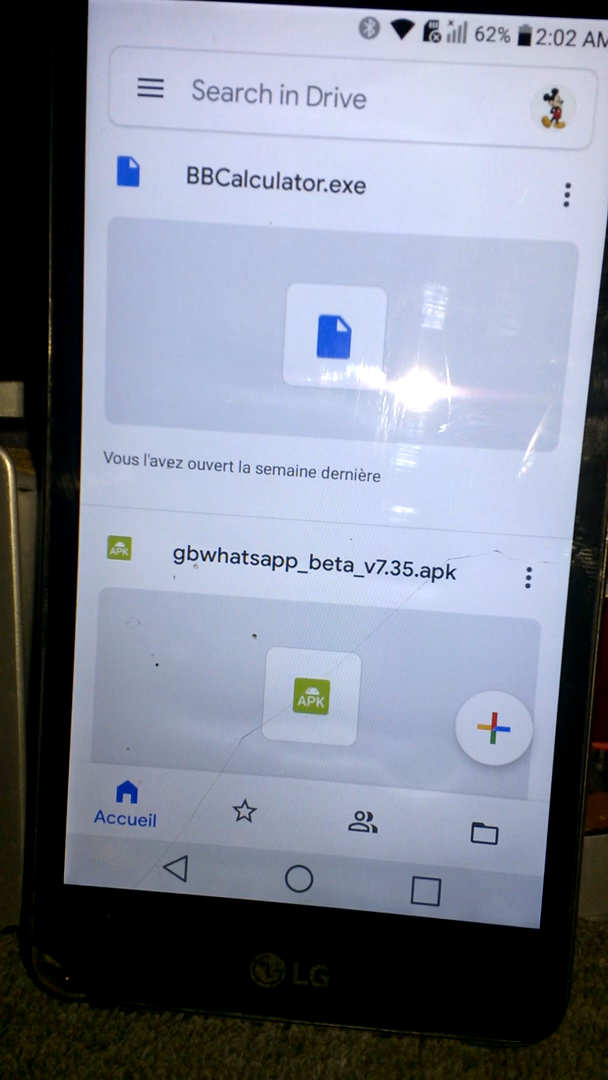 62% 2:02 AM
Search in Drive
BBCalculator.exe
Vous l'avez ouvert la semaine dernière
APK gbwhatsapp_beta_v7.35.apk
APK
Accueil
LG